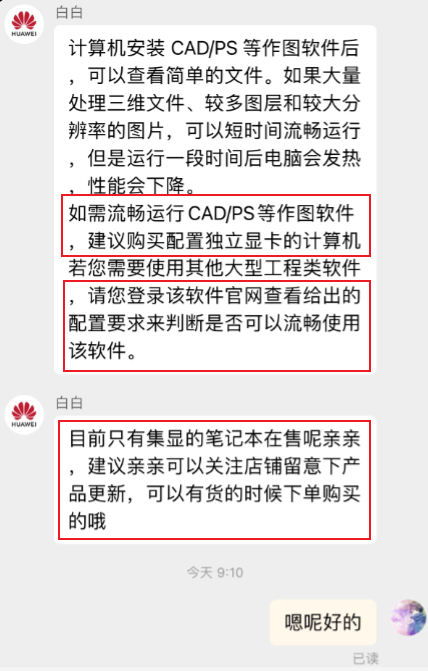 白白
HUAWEI
计算机安装 CAD/PS 等作图软件后
，可以查看简单的文件。如果大量
处理三维文件、较多图层和较大分
辨率的图片，可以短时间流畅运行
，但是运行一段时间后电脑会发热
，性能会下降。
如需流畅运行CAD/PS等作图软件
，建议购买配置独立显卡的计算机
若您需要使用其他大型工程类软件
，请您登录该软件官网查看给出的
配置要求来判断是否可以流畅使用
该软件。
白白
HUAWEI
目前只有集显的笔记本在售呢亲亲
，建议亲亲可以关注店铺留意下产
品更新，可以有货的时候下单购买
的哦
今天 9:10
嗯呢好的
已读